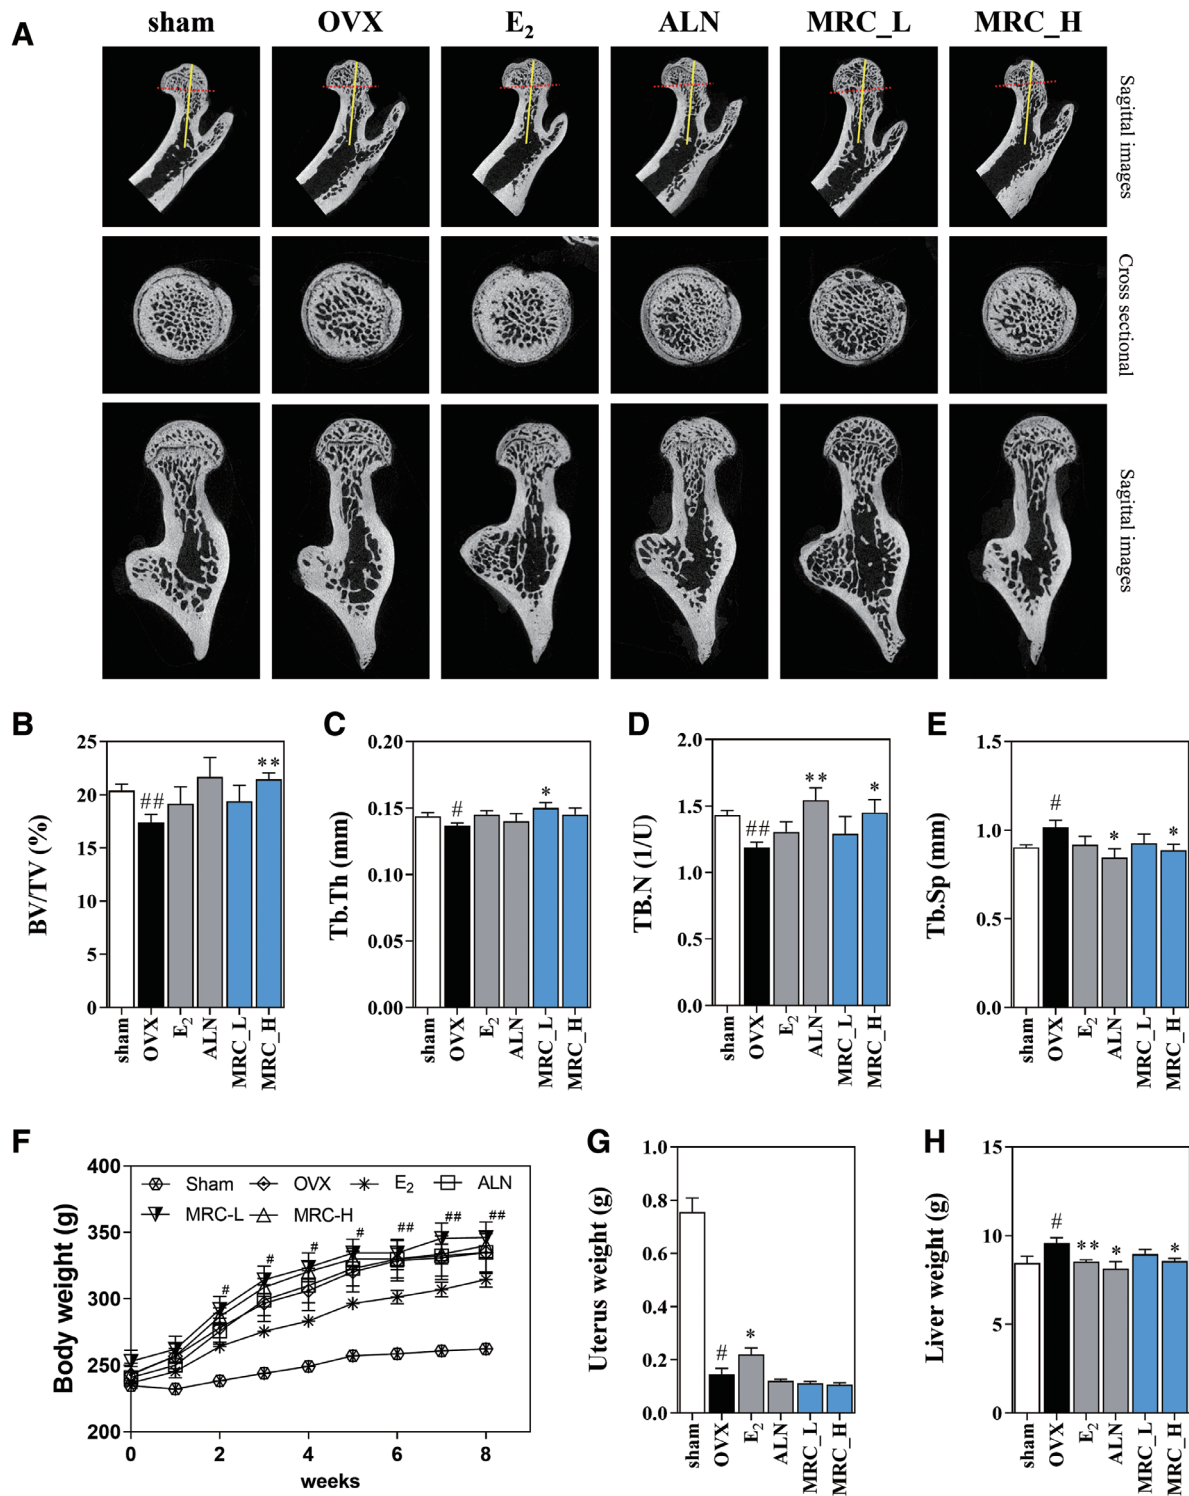 A
sham OVX E₂ ALN MRC_L MRC_H
Sagittal images
Cross sectional
Sagittal images
B
BV/TV (%)
25
20
15
10
5
0
## **
sham OVX E₂ ALN MRC_L MRC_H
C
Tb.Th (mm)
0.20
0.15
0.10
0.05
0.00
# *
sham OVX E₂ ALN MRC_L MRC_H
D
TB.N (1/U)
2.0
1.5
1.0
0.5
0.0
## ** *
sham OVX E₂ ALN MRC_L MRC_H
E
Tb.Sp (mm)
1.5
1.0
0.5
0.0
# * *
sham OVX E₂ ALN MRC_L MRC_H
F
Body weight (g)
400
350
300
250
200
Sham OVX E₂ ALN
MRC-L MRC-H
# # # # ## ## ##
0 2 4 6 8
weeks
G
Uterus weight (g)
1.0
0.8
0.6
0.4
0.2
0.0
# *
sham OVX E₂ ALN MRC_L MRC_H
H
Liver weight (g)
15
10
5
0
# ** * *
sham OVX E₂ ALN MRC_L MRC_H